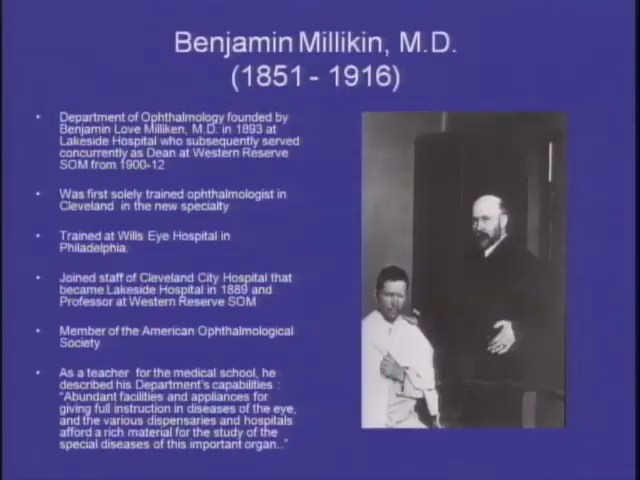 Benjamin Millikin, M.D.
(1851 - 1916)
• Department of Ophthalmology founded by
Benjamin Love Milliken, M.D. in 1893 at
Lakeside Hospital who subsequently served
concurrently as Dean at Western Reserve
SOM from 1900-12
• Was first solely trained ophthalmologist in
Cleveland in the new specialty
• Trained at Wills Eye Hospital in
Philadelphia.
• Joined staff of Cleveland City Hospital that
became Lakeside Hospital in 1889 and
Professor at Western Reserve SOM
• Member of the American Ophthalmological
Society
• As a teacher for the medical school, he
described his Department's capabilities :
"Abundant facilities and appliances for
giving full instruction in diseases of the eye,
and the various dispensaries and hospitals
afford a rich material for the study of the
special diseases of this important organ..."